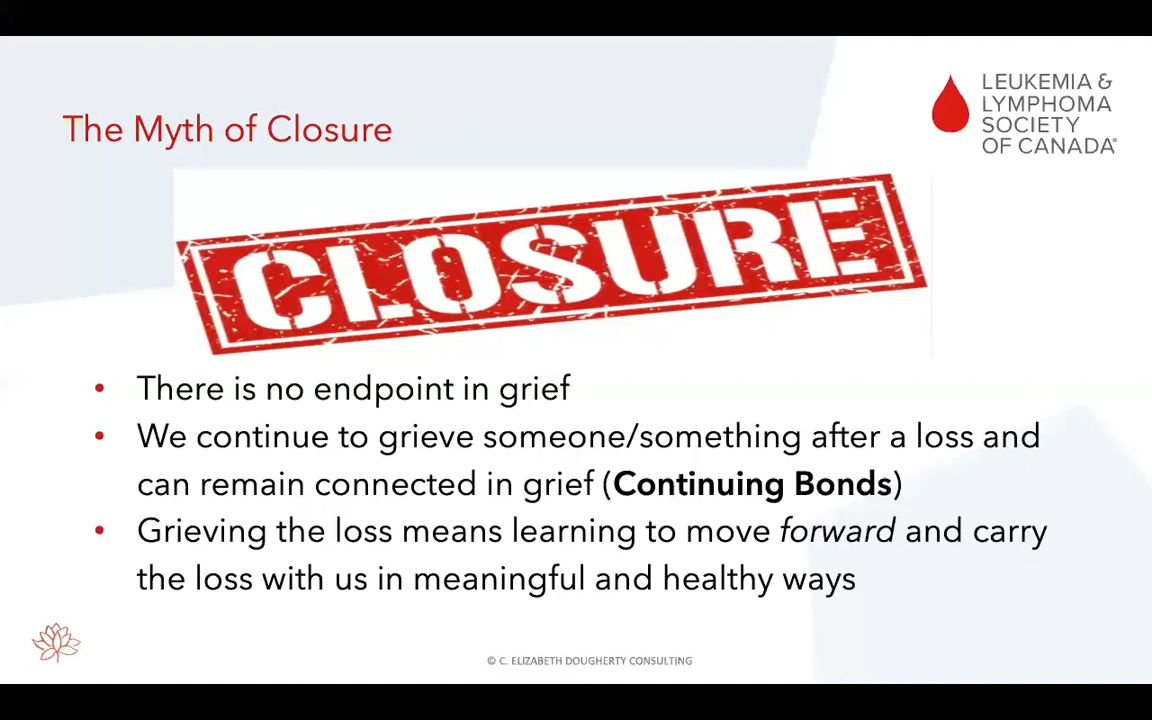 The Myth of Closure
LEUKEMIA &
LYMPHOMA
SOCIETY
OF CANADA®
CLOSURE
• There is no endpoint in grief
• We continue to grieve someone/something after a loss and
can remain connected in grief (Continuing Bonds)
• Grieving the loss means learning to move forward and carry
the loss with us in meaningful and healthy ways
© C. ELIZABETH DOUGHERTY CONSULTING